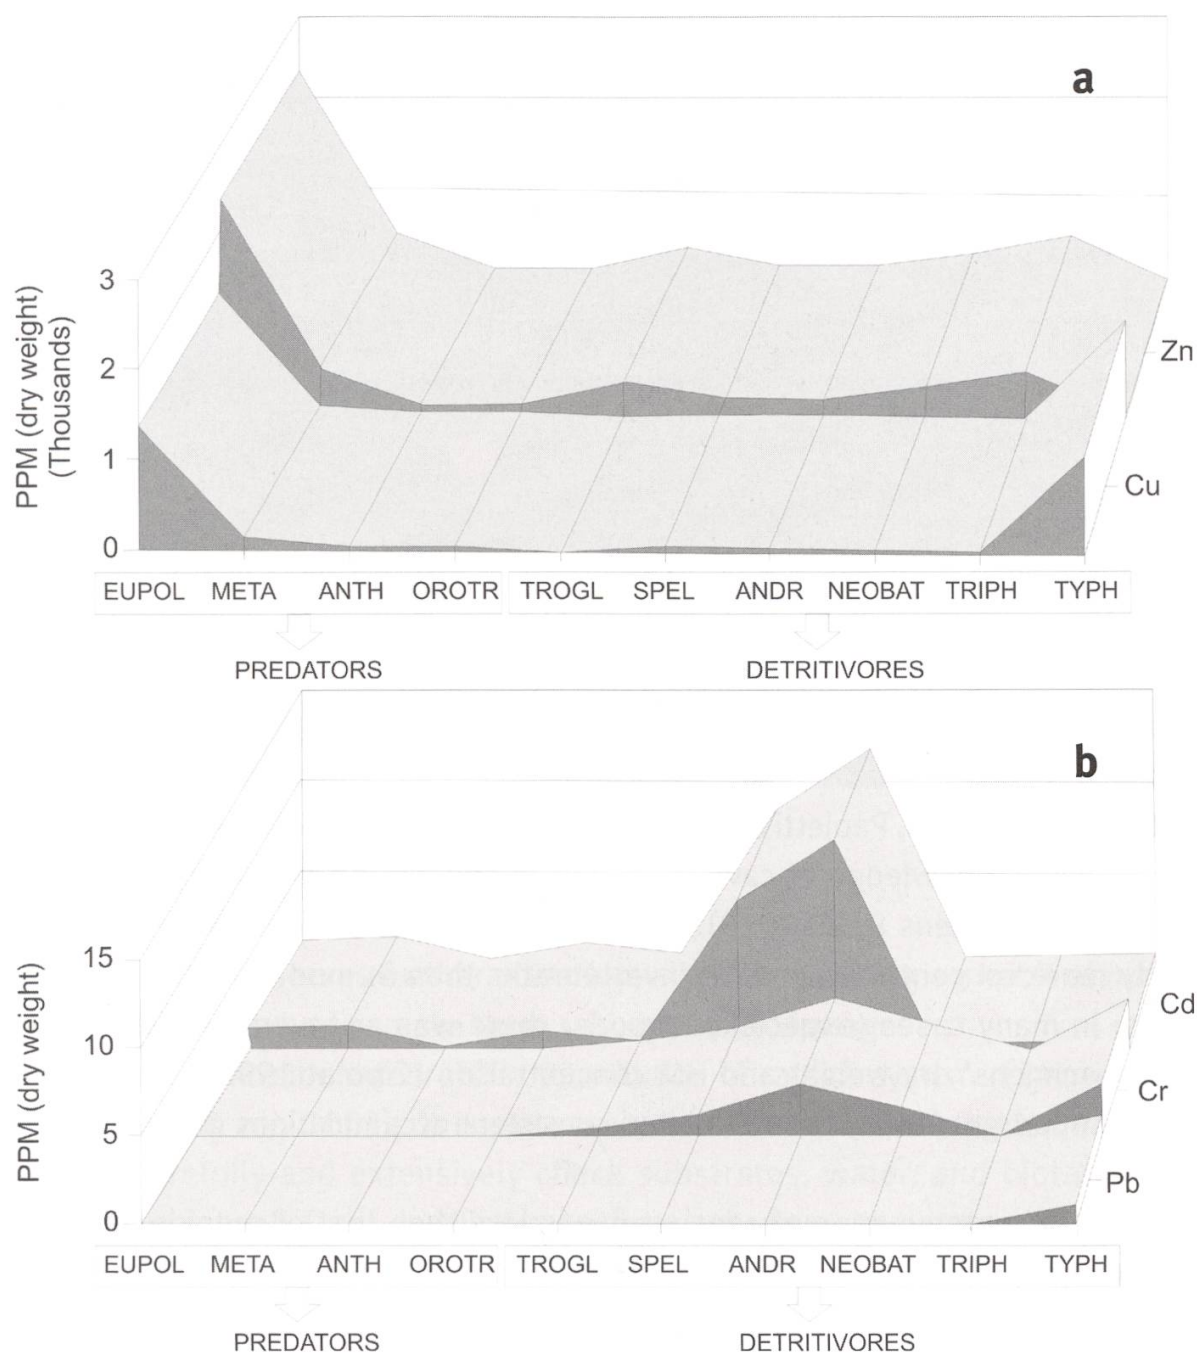 a
3
2
1
0
PPM (dry weight)
(Thousands)
Zn
Cu
EUPOL META ANTH OROTR TROGL SPEL ANDR NEOBAT TRIPH TYPH
PREDATORS DETRITIVORES
b
15
10
5
0
PPM (dry weight)
Cd
Cr
Pb
EUPOL META ANTH OROTR TROGL SPEL ANDR NEOBAT TRIPH TYPH
PREDATORS DETRITIVORES